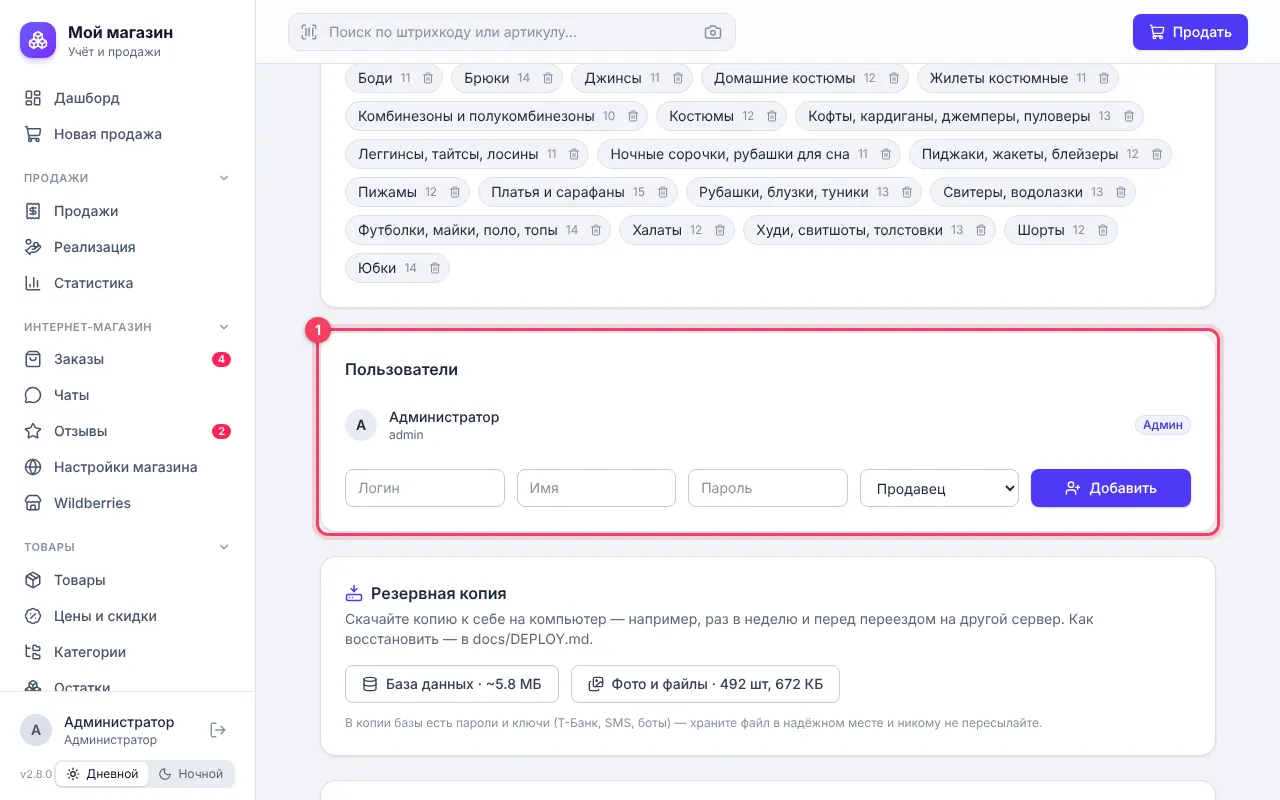 Мой магазин
Учёт и продажи
Дашборд
Новая продажа
ПРОДАЖИ
Продажи
Реализация
Статистика
ИНТЕРНЕТ-МАГАЗИН
Заказы 4
Чаты
Отзывы 2
Настройки магазина
Wildberries
ТОВАРЫ
Товары
Цены и скидки
Категории
Остатки
А Администратор
Администратор
v2.8.0 Дневной Ночной
Поиск по штрихкоду или артикулу...
Продать
Боди 11 Брюки 14 Джинсы 11 Домашние костюмы 12 Жилеты костюмные 11
Комбинезоны и полукомбинезоны 10 Костюмы 12 Кофты, кардиганы, джемперы, пуловеры 13
Леггинсы, тайтсы, лосины 11 Ночные сорочки, рубашки для сна 11 Пиджаки, жакеты, блейзеры 12
Пижамы 12 Платья и сарафаны 15 Рубашки, блузки, туники 13 Свитеры, водолазки 13
Футболки, майки, поло, топы 14 Халаты 12 Худи, свитшоты, толстовки 13 Шорты 12
Юбки 14
1
Пользователи
А Администратор Админ
admin
Логин Имя Пароль Продавец Добавить
Резервная копия
Скачайте копию к себе на компьютер — например, раз в неделю и перед переездом на другой сервер. Как
восстановить — в docs/DEPLOY.md.
База данных · ~5.8 МБ Фото и файлы · 492 шт, 672 КБ
В копии базы есть пароли и ключи (Т-Банк, SMS, боты) — храните файл в надёжном месте и никому не пересылайте.